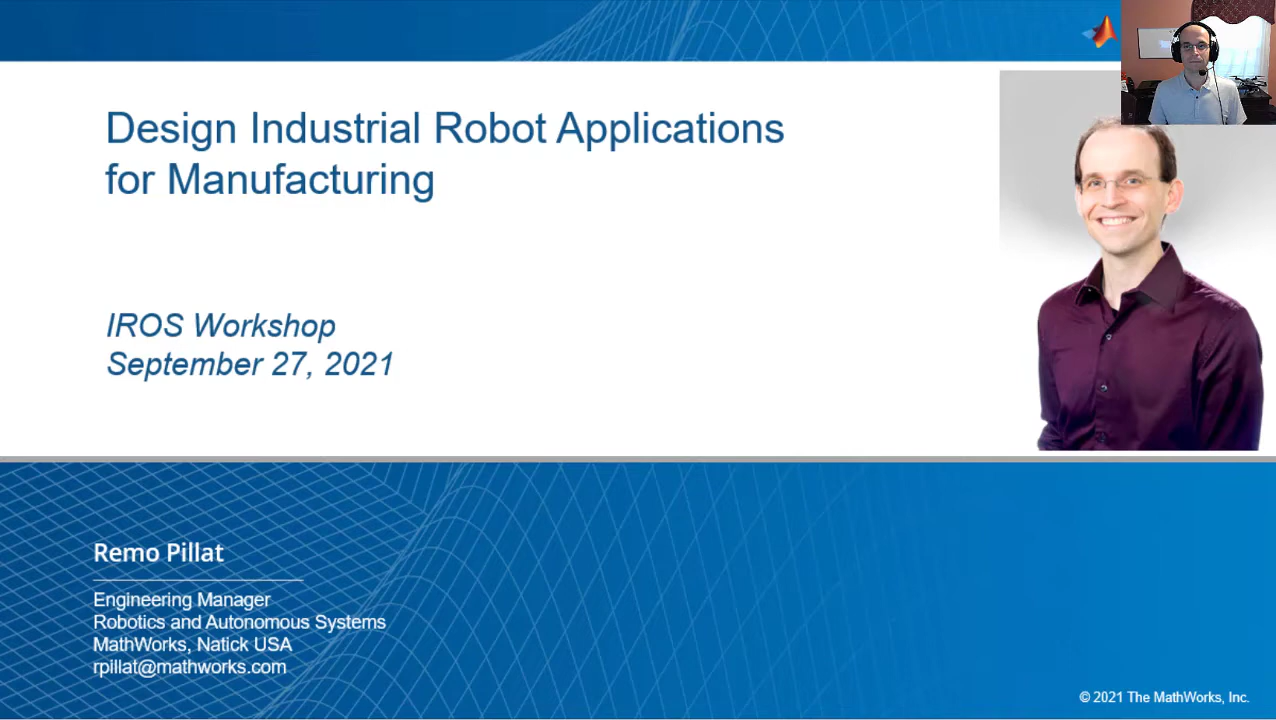 Design Industrial Robot Applications
for Manufacturing
IROS Workshop
September 27, 2021
Remo Pillat
Engineering Manager
Robotics and Autonomous Systems
MathWorks, Natick USA
rpillat@mathworks.com
© 2021 The MathWorks, Inc.